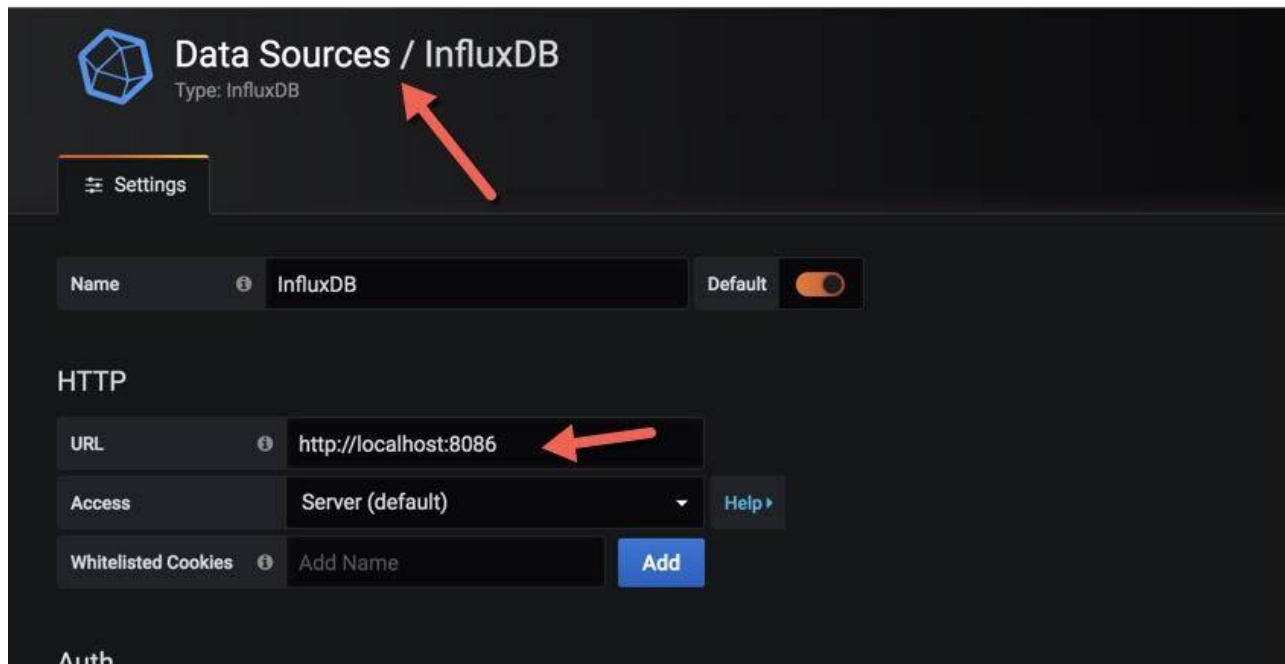 Data Sources / InfluxDB
Type: InfluxDB
Settings
Name InfluxDB Default
HTTP
URL http://localhost:8086
Access Server (default) Help
Whitelisted Cookies Add Name Add
Auth